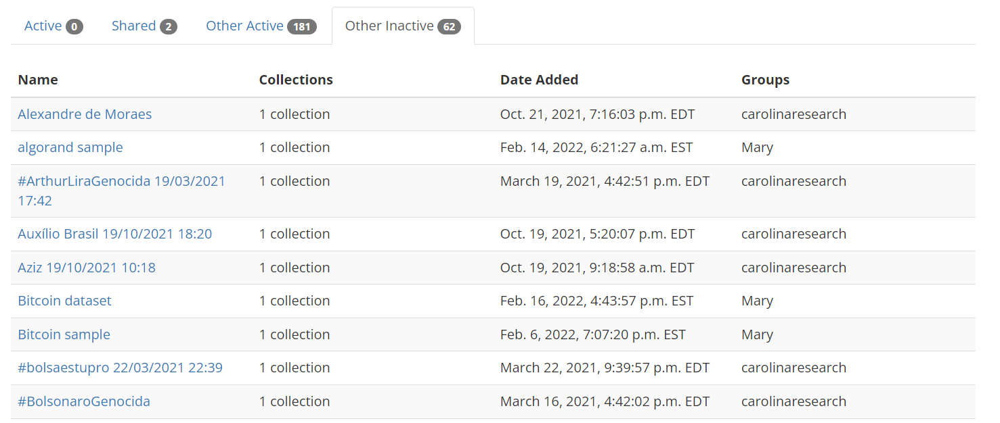 Active 0 Shared 2 Other Active 181 Other Inactive 62
Name Collections Date Added Groups
Alexandre de Moraes 1 collection Oct. 21, 2021, 7:16:03 p.m. EDT carolinaresearch
algorand sample 1 collection Feb. 14, 2022, 6:21:27 a.m. EST Mary
#ArthurLiraGenocida 19/03/2021 1 collection March 19, 2021, 4:42:51 p.m. EDT carolinaresearch
17:42
Auxílio Brasil 19/10/2021 18:20 1 collection Oct. 19, 2021, 5:20:07 p.m. EDT carolinaresearch
Aziz 19/10/2021 10:18 1 collection Oct. 19, 2021, 9:18:58 a.m. EDT carolinaresearch
Bitcoin dataset 1 collection Feb. 16, 2022, 4:43:57 p.m. EST Mary
Bitcoin sample 1 collection Feb. 6, 2022, 7:07:20 p.m. EST Mary
#bolsaestupro 22/03/2021 22:39 1 collection March 22, 2021, 9:39:57 p.m. EDT carolinaresearch
#BolsonaroGenocida 1 collection March 16, 2021, 4:42:02 p.m. EDT carolinaresearch